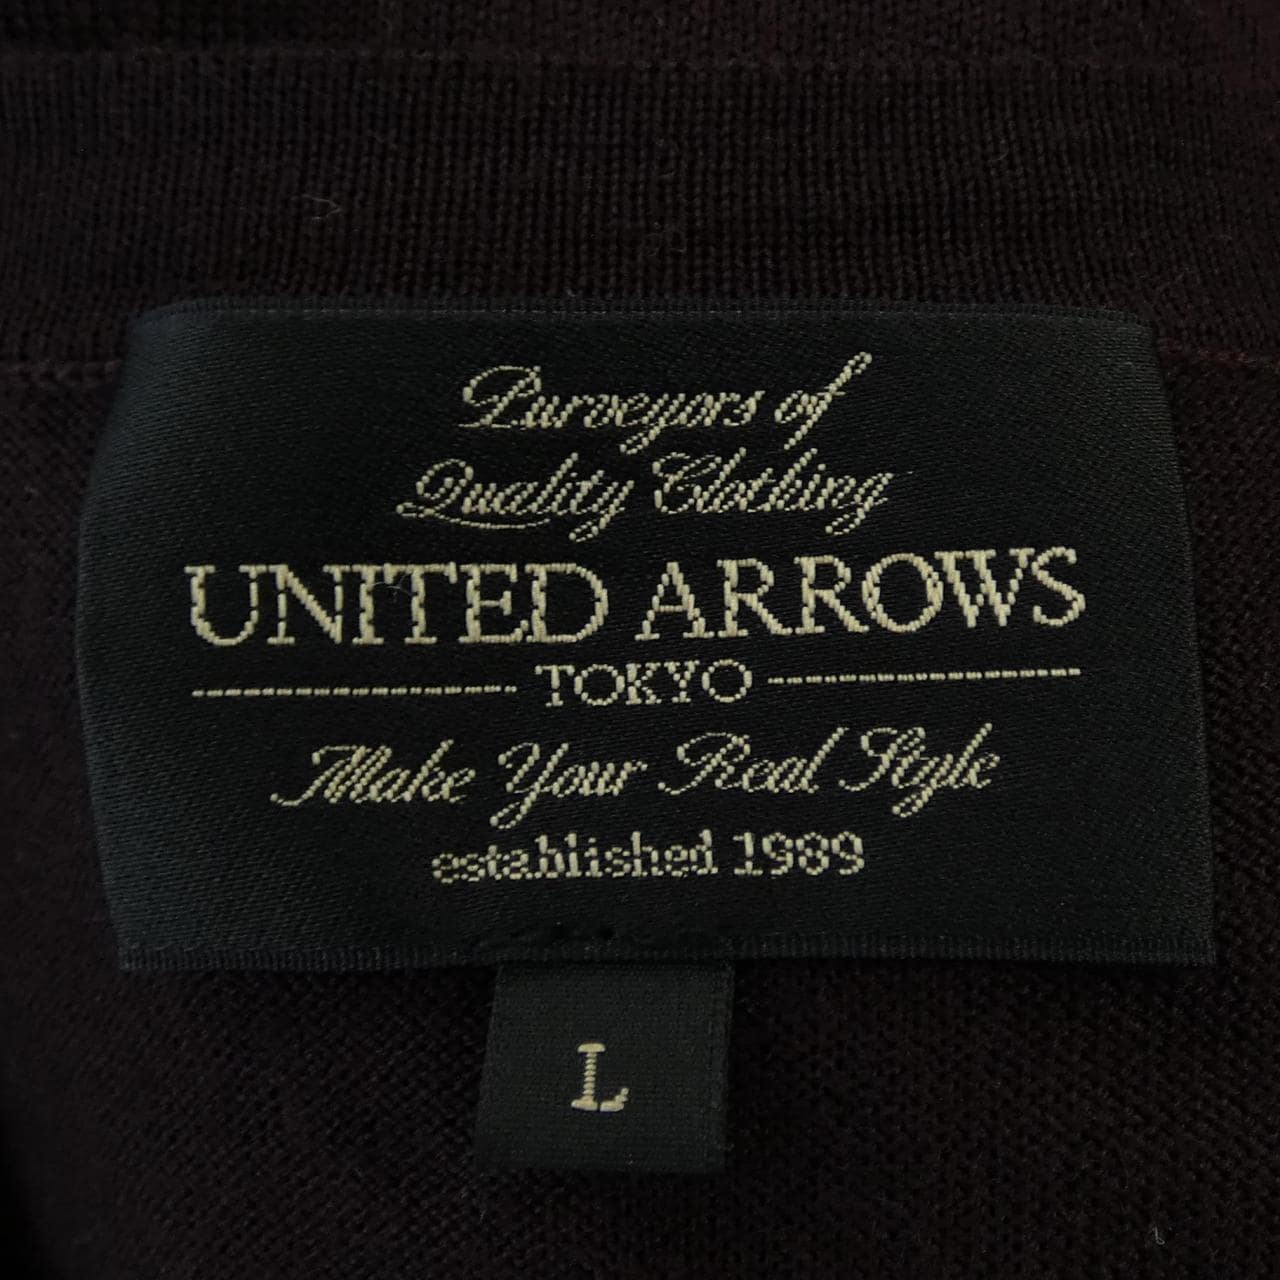 Purveyors of
Quality Clothing
UNITED ARROWS
TOKYO
Make Your Real Style
established 1989
L